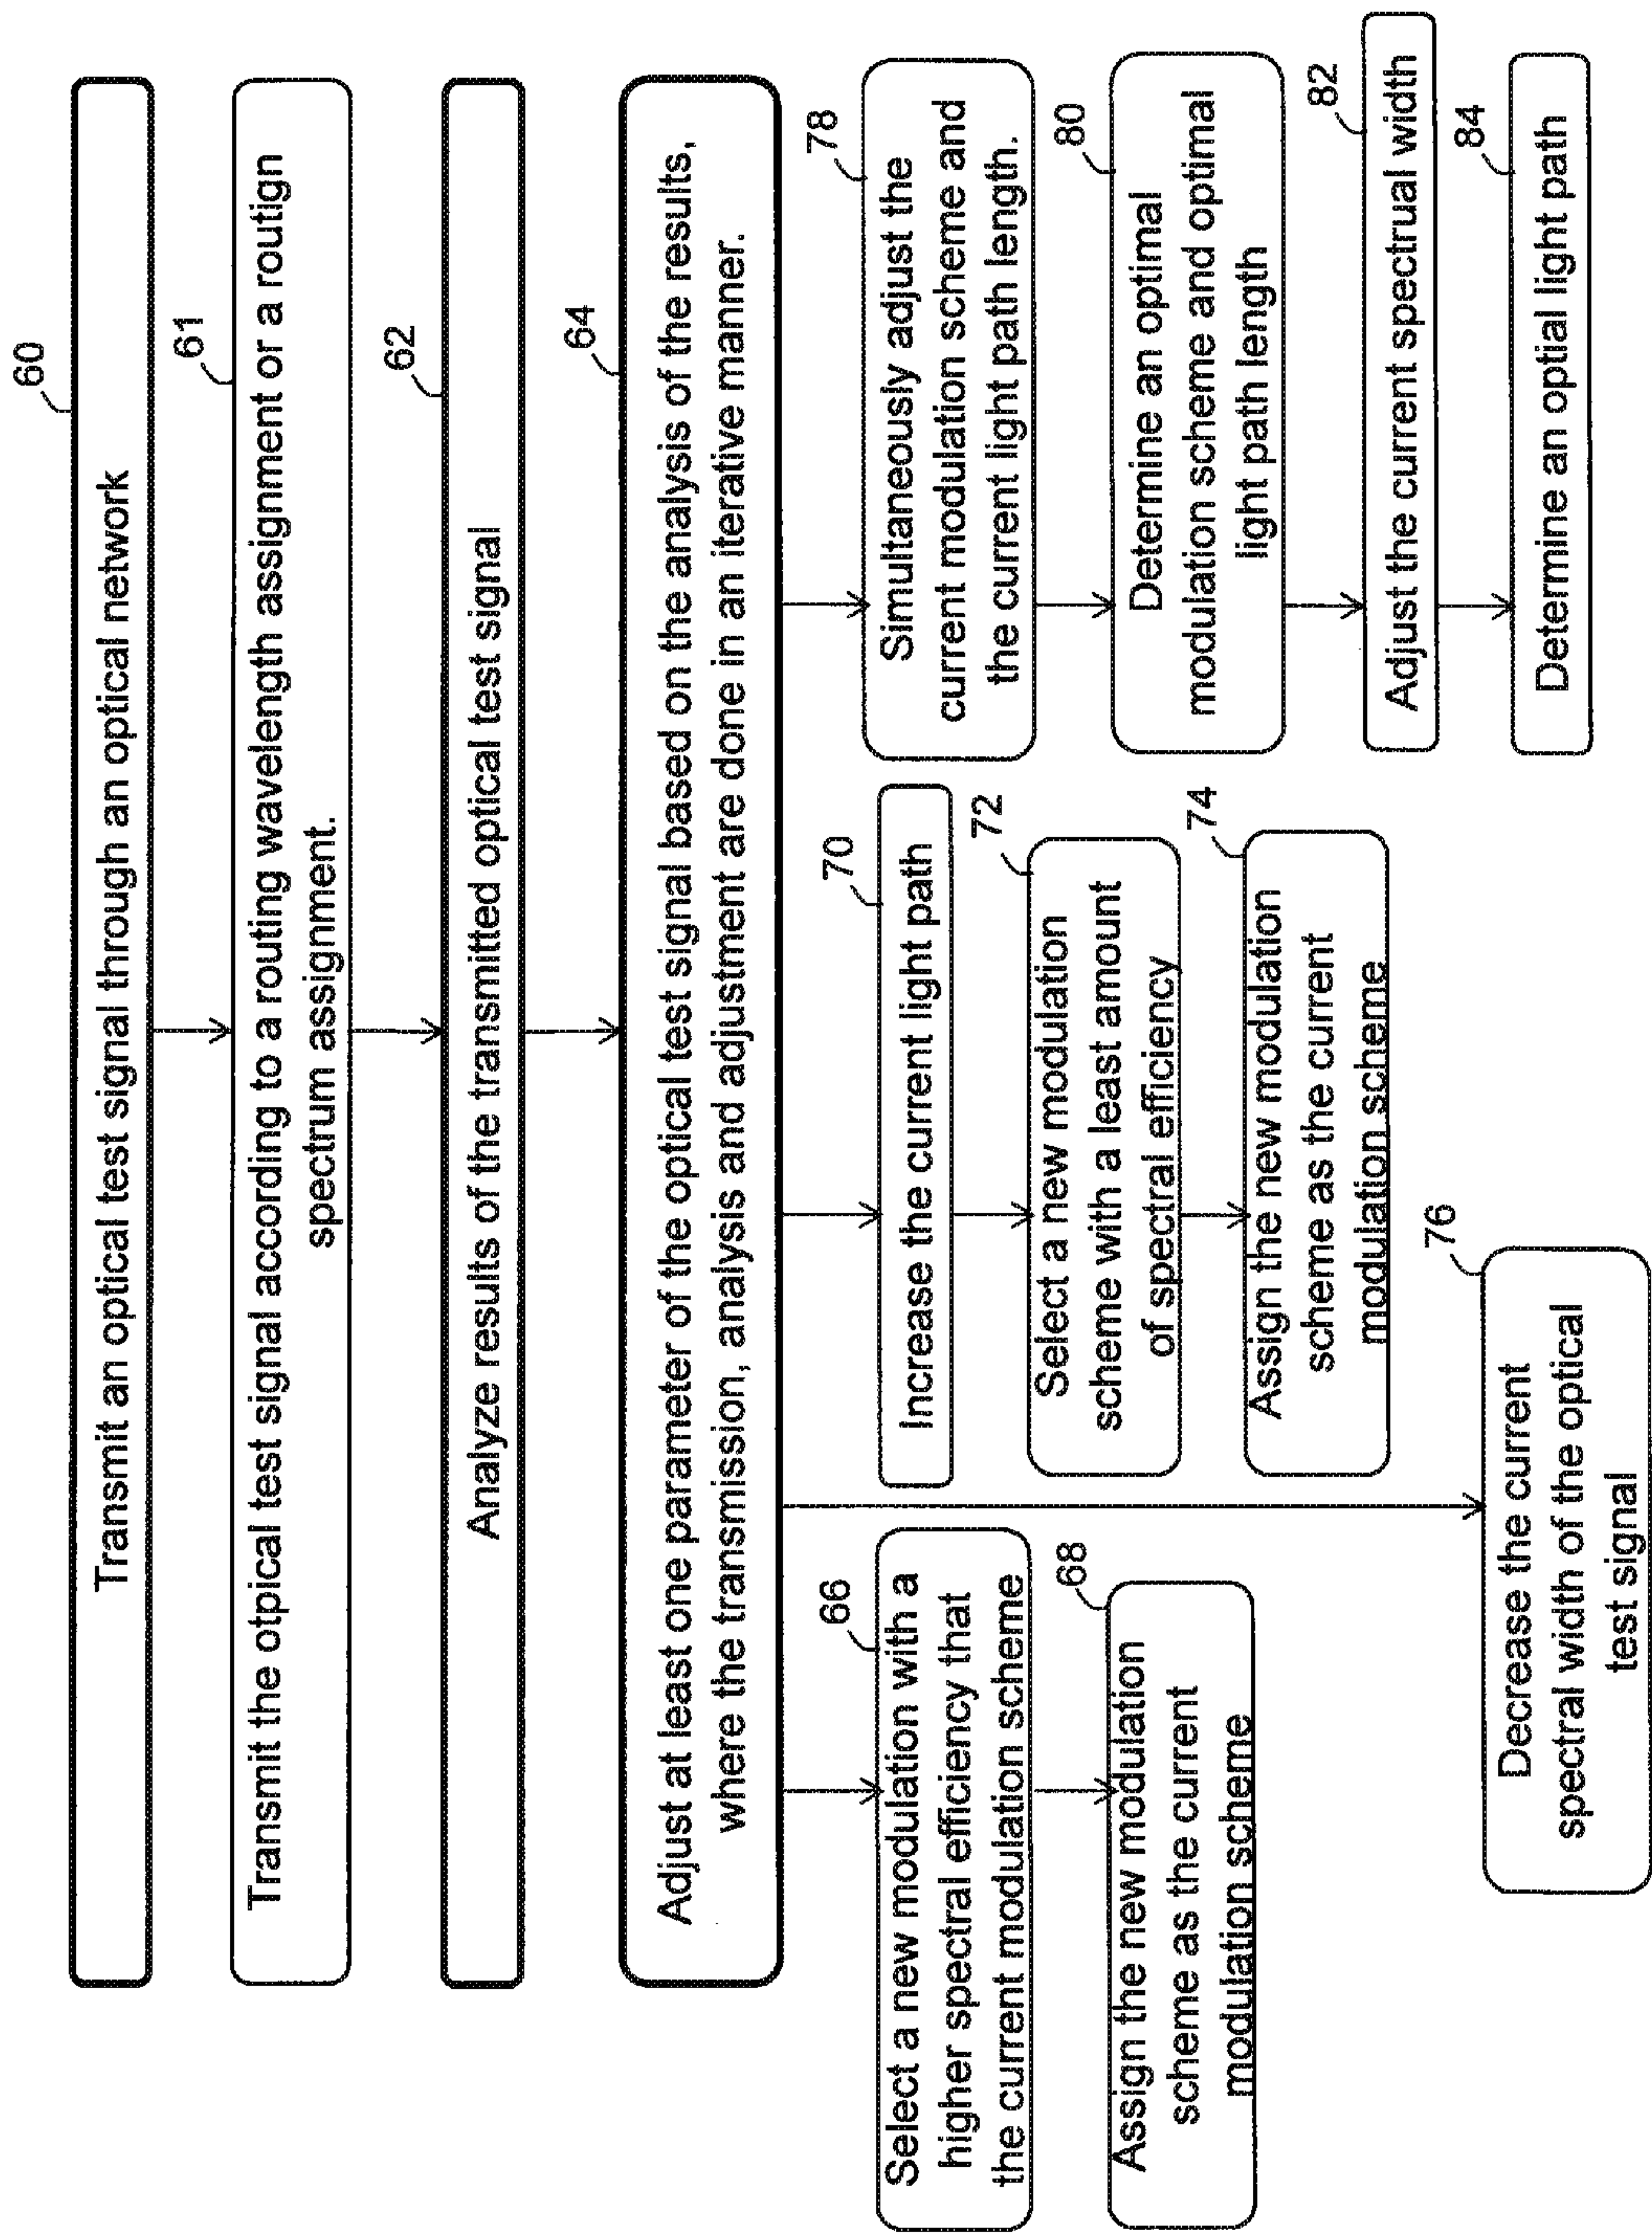 60
Transmit an optical test signal through an optical network
61
Transmit the otpical test signal according to a routing wavelength assignment or a routign
spectrum assignment.
62
Analyze results of the transmitted optical test signal
64
Adjust at least one parameter of the optical test signal based on the analysis of the results,
where the transmission, analysis and adjustment are done in an iterative manner.
66
Select a new modulation with a
higher spectral efficiency that
the current modulation scheme
68
Assign the new modulation
scheme as the current
modulation scheme
76
Decrease the current
spectral width of the optical
test signal
70
Increase the current light path
72
Select a new modulation
scheme with a least amount
of spectral efficiency
74
Assign the new modulation
scheme as the current
modulation scheme
78
Simultaneously adjust the
current modulation scheme and
the current light path length.
80
Determine an optimal
modulation scheme and optimal
light path length
82
Adjust the current spectrual width
84
Determine an optial light path